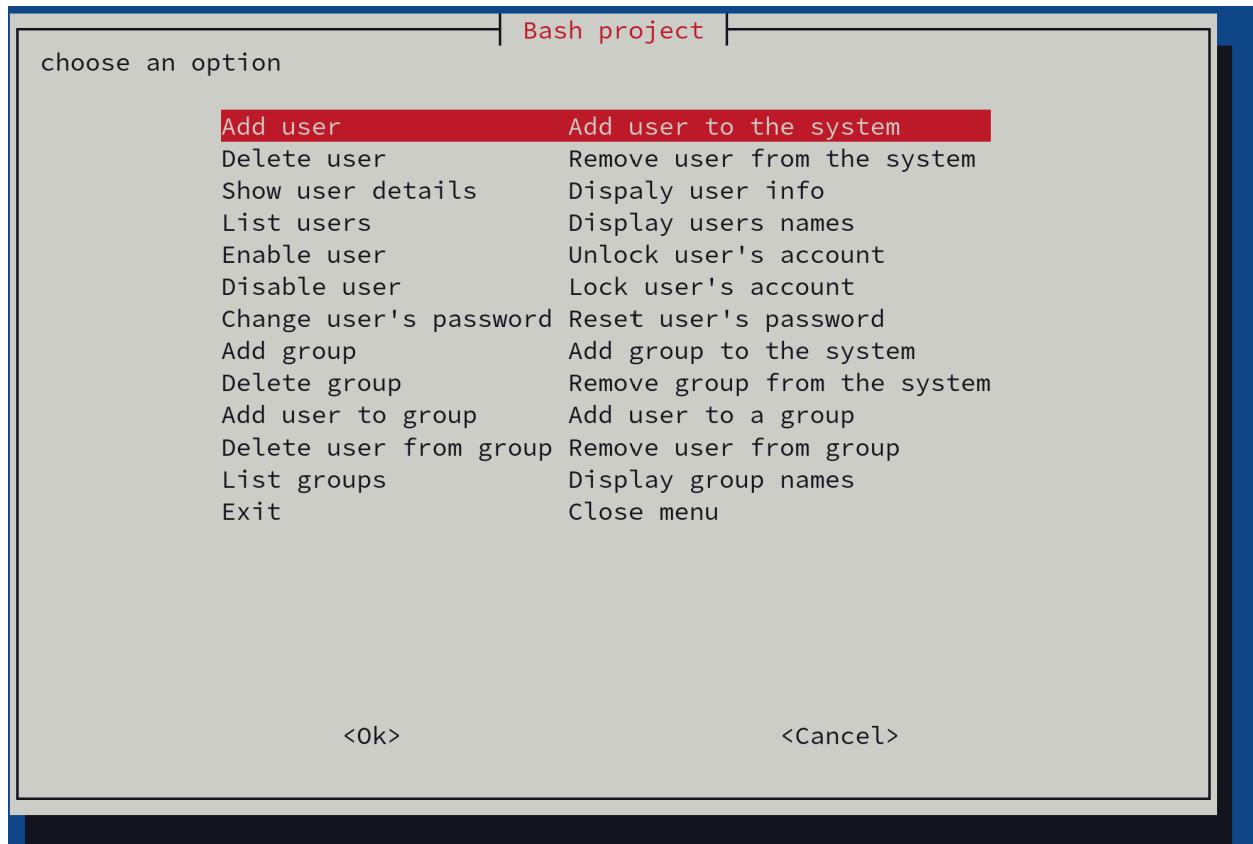 Bash project
choose an option
Add user Add user to the system
Delete user Remove user from the system
Show user details Dispaly user info
List users Display users names
Enable user Unlock user's account
Disable user Lock user's account
Change user's password Reset user's password
Add group Add group to the system
Delete group Remove group from the system
Add user to group Add user to a group
Delete user from group Remove user from group
List groups Display group names
Exit Close menu
<Ok> <Cancel>